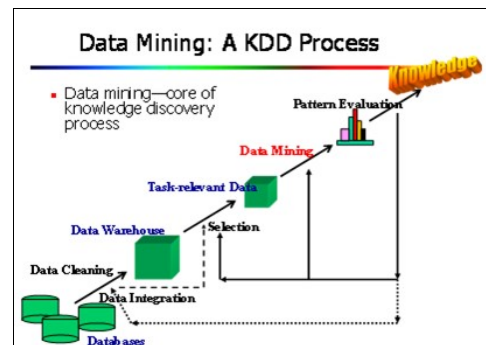 Data Mining: A KDD Process
Knowledge
▪ Data mining—core of
knowledge discovery
process
Pattern Evaluation
Data Mining
Task-relevant Data
Selection
Data Warehouse
Data Cleaning
Data Integration
Databases